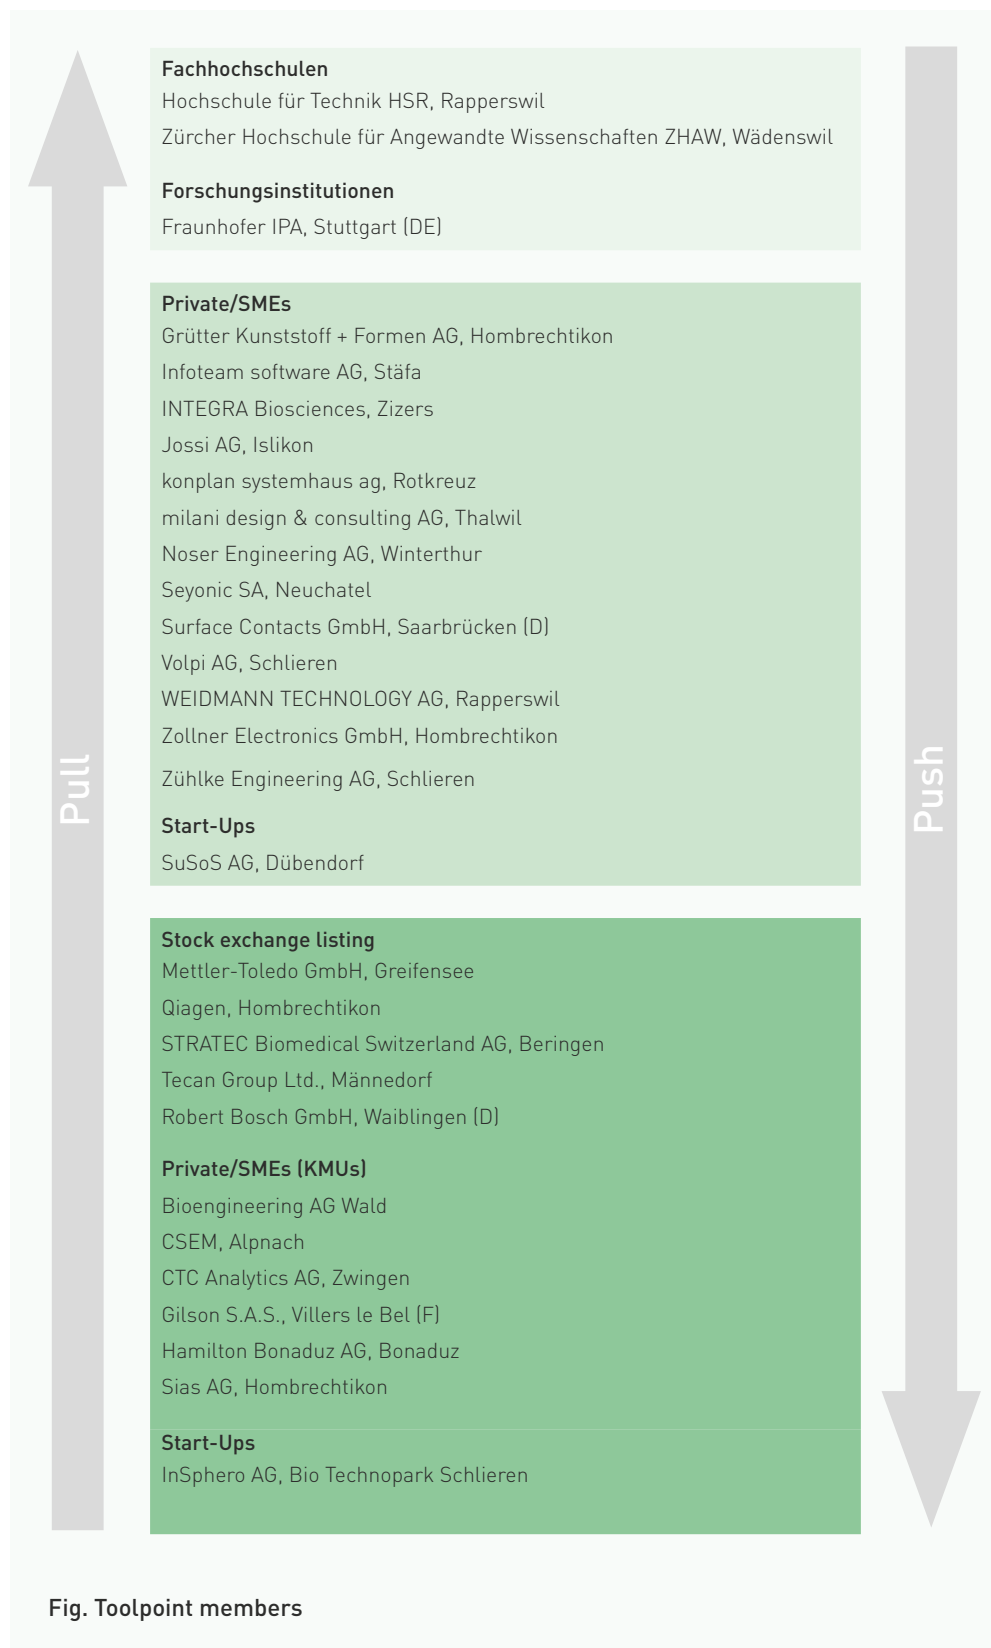 Fachhochschulen
Hochschule für Technik HSR, Rapperswil
Zürcher Hochschule für Angewandte Wissenschaften ZHAW, Wädenswil
Forschungsinstitutionen
Fraunhofer IPA, Stuttgart (DE)
Private/SMEs
Grütter Kunststoff + Formen AG, Hombrechtikon
Infoteam software AG, Stäfa
INTEGRA Biosciences, Zizers
Jossi AG, Islikon
konplan systemhaus ag, Rotkreuz
milani design & consulting AG, Thalwil
Noser Engineering AG, Winterthur
Seyonic SA, Neuchatel
Surface Contacts GmbH, Saarbrücken (D)
Volpi AG, Schlieren
WEIDMANN TECHNOLOGY AG, Rapperswil
Zollner Electronics GmbH, Hombrechtikon
Zühlke Engineering AG, Schlieren
Start-Ups
SuSoS AG, Dübendorf
Stock exchange listing
Mettler-Toledo GmbH, Greifensee
Qiagen, Hombrechtikon
STRATEC Biomedical Switzerland AG, Beringen
Tecan Group Ltd., Männedorf
Robert Bosch GmbH, Waiblingen (D)
Private/SMEs (KMUs)
Bioengineering AG Wald
CSEM, Alpnach
CTC Analytics AG, Zwingen
Gilson S.A.S., Villers le Bel (F)
Hamilton Bonaduz AG, Bonaduz
Sias AG, Hombrechtikon
Start-Ups
InSphero AG, Bio Technopark Schlieren
Pull
Push
Fig. Toolpoint members